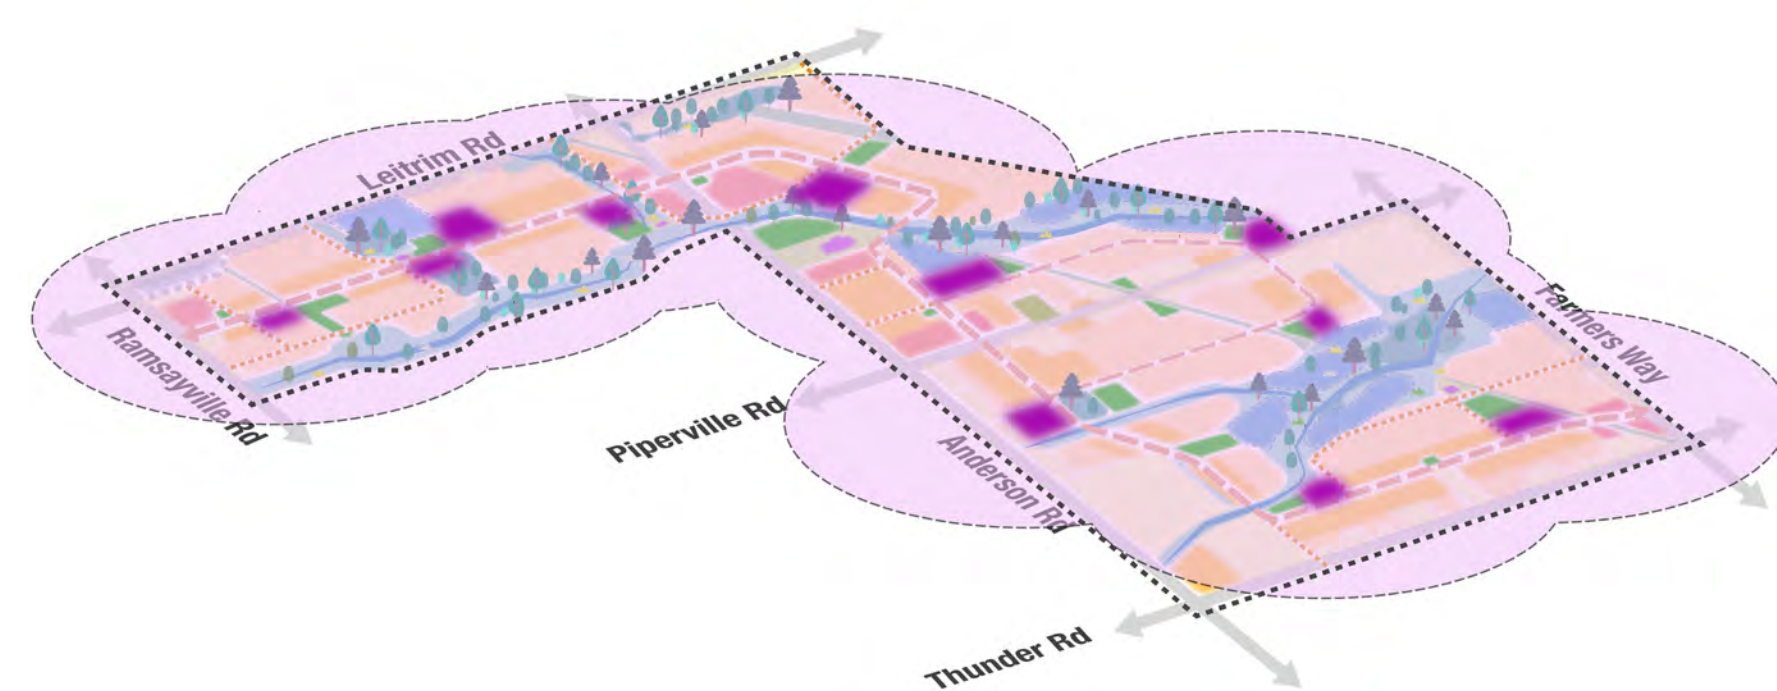 Leitrim Rd
Ramsayville Rd
Farmers Way
Piperville Rd
Anderson Rd
Thunder Rd